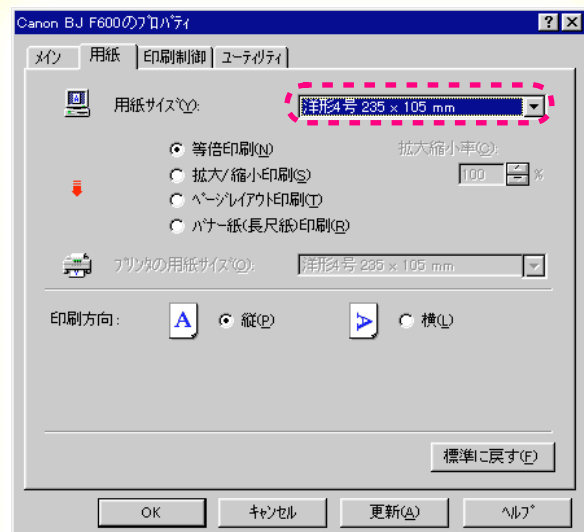 Canon BJ F600のﾌﾟﾛﾊﾟﾃｨ
ﾒｲﾝ 用紙 印刷制御 ﾕｰﾃｨﾘﾃｨ
用紙ｻｲｽﾞ(Y): 洋形4号 235 x 105 mm
等倍印刷(N) 拡大縮小率(C):
拡大/縮小印刷(S) 100 %
ﾍﾟｰｼﾞﾚｲｱｳﾄ印刷(T)
ﾊﾞﾅｰ紙(長尺紙)印刷(R)
ﾌﾟﾘﾝﾀの用紙ｻｲｽﾞ(O): 洋形4号 235 x 105 mm
印刷方向: A 縦(P) A 横(L)
標準に戻す(F)
OK ｷｬﾝｾﾙ 更新(A) ﾍﾙﾌﾟ